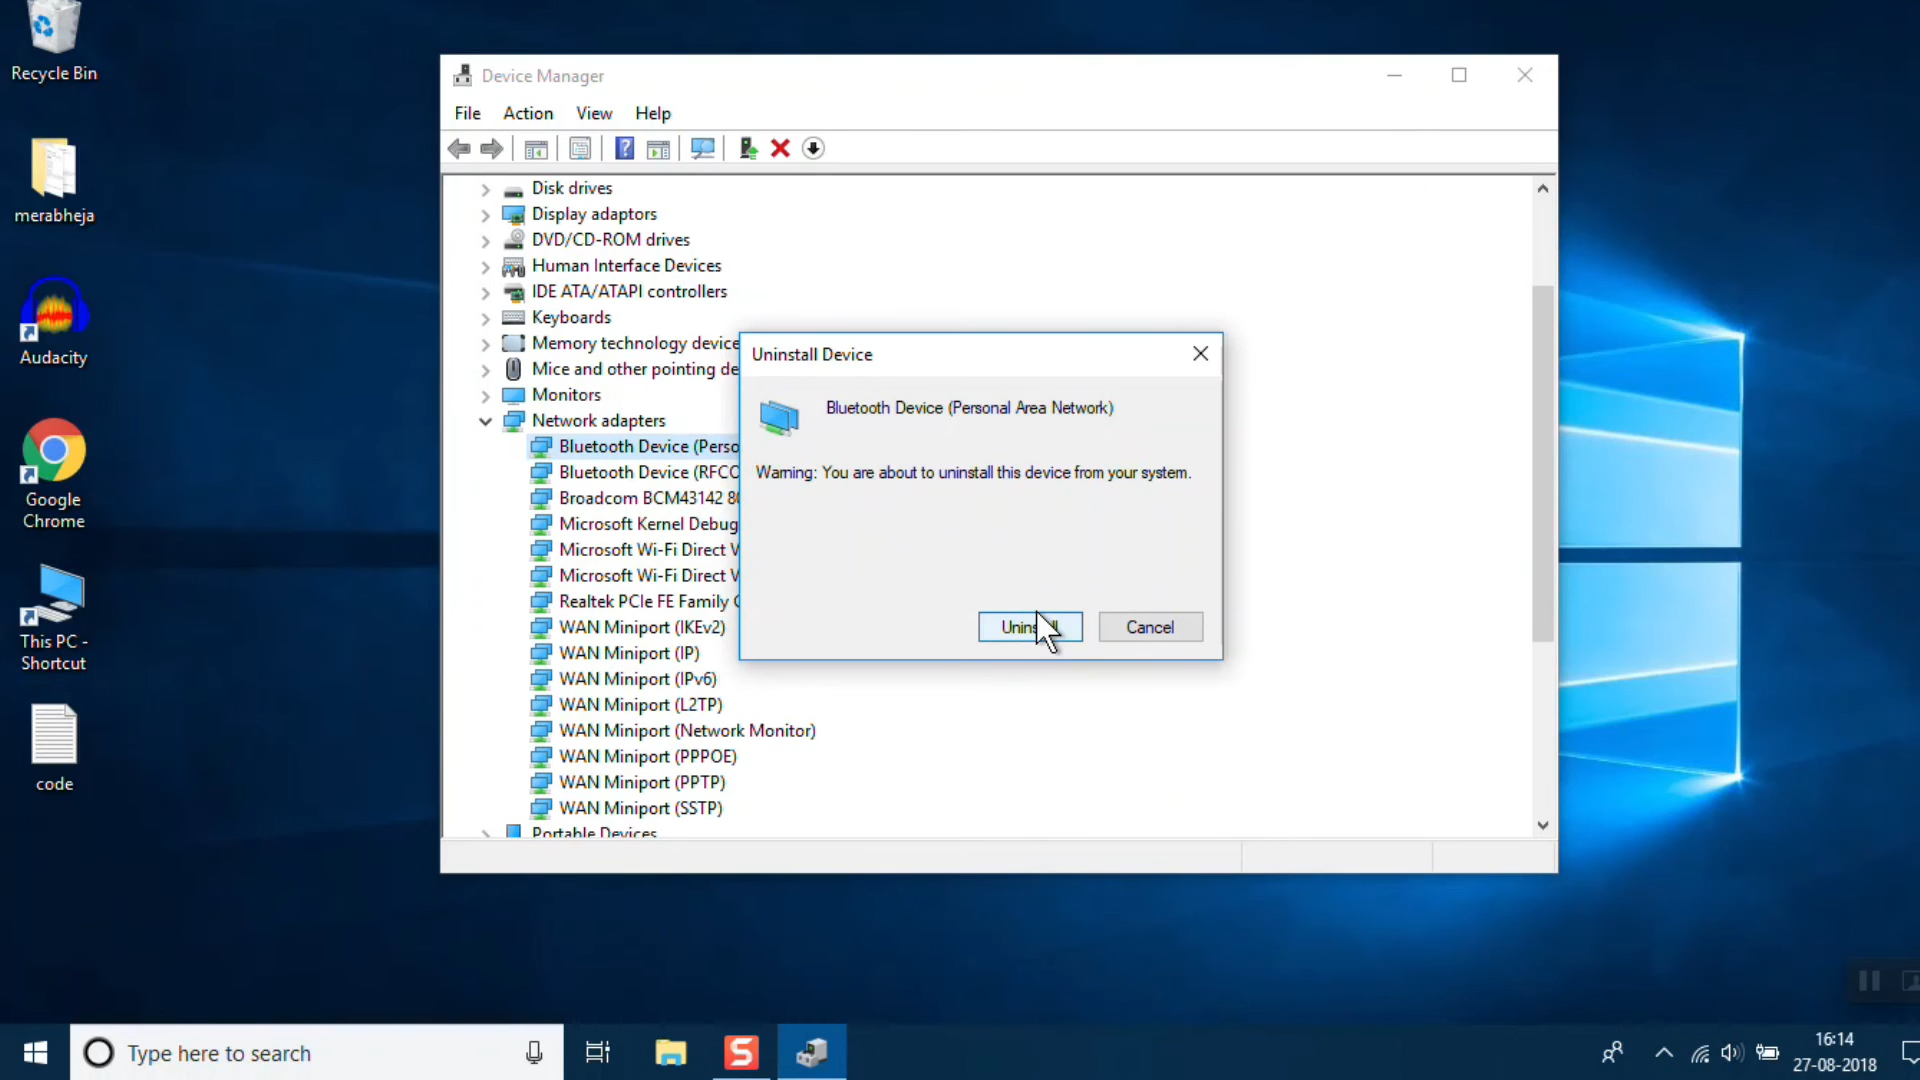 Recycle Bin
merabheja
Audacity
Google
Chrome
This PC -
Shortcut
code
Device Manager
File Action View Help
Disk drives
Display adaptors
DVD/CD-ROM drives
Human Interface Devices
IDE ATA/ATAPI controllers
Keyboards
Memory technology device
Mice and other pointing de
Monitors
Network adapters
Bluetooth Device (Perso
Bluetooth Device (RFCO
Broadcom BCM43142 80
Microsoft Kernel Debug
Microsoft Wi-Fi Direct V
Microsoft Wi-Fi Direct V
Realtek PCIe FE Family C
WAN Miniport (IKEv2)
WAN Miniport (IP)
WAN Miniport (IPv6)
WAN Miniport (L2TP)
WAN Miniport (Network Monitor)
WAN Miniport (PPPOE)
WAN Miniport (PPTP)
WAN Miniport (SSTP)
Portable Devices
Uninstall Device
Bluetooth Device (Personal Area Network)
Warning: You are about to uninstall this device from your system.
Uninstall
Cancel
Type here to search
16:14
27-08-2018